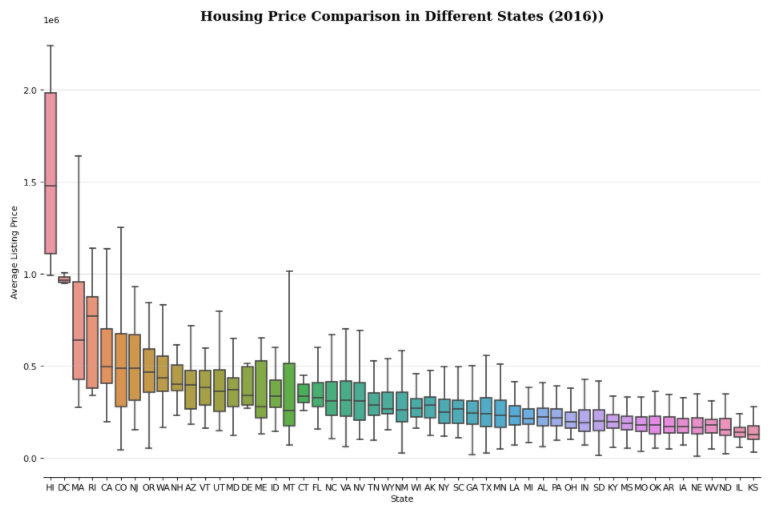 Housing Price Comparison in Different States (2016))
1e6
2.0
1.5
1.0
0.5
0.0
Average Listing Price
HI DC MA RI CA CO NJ OR WA NH AZ VT UT MD DE ME ID MT CT FL NC VA NV TN WY NM WI AK NY SC GA TX MN LA MI AL PA OH IN SD KY MS MO OK AR IA NE WV ND IL KS
State